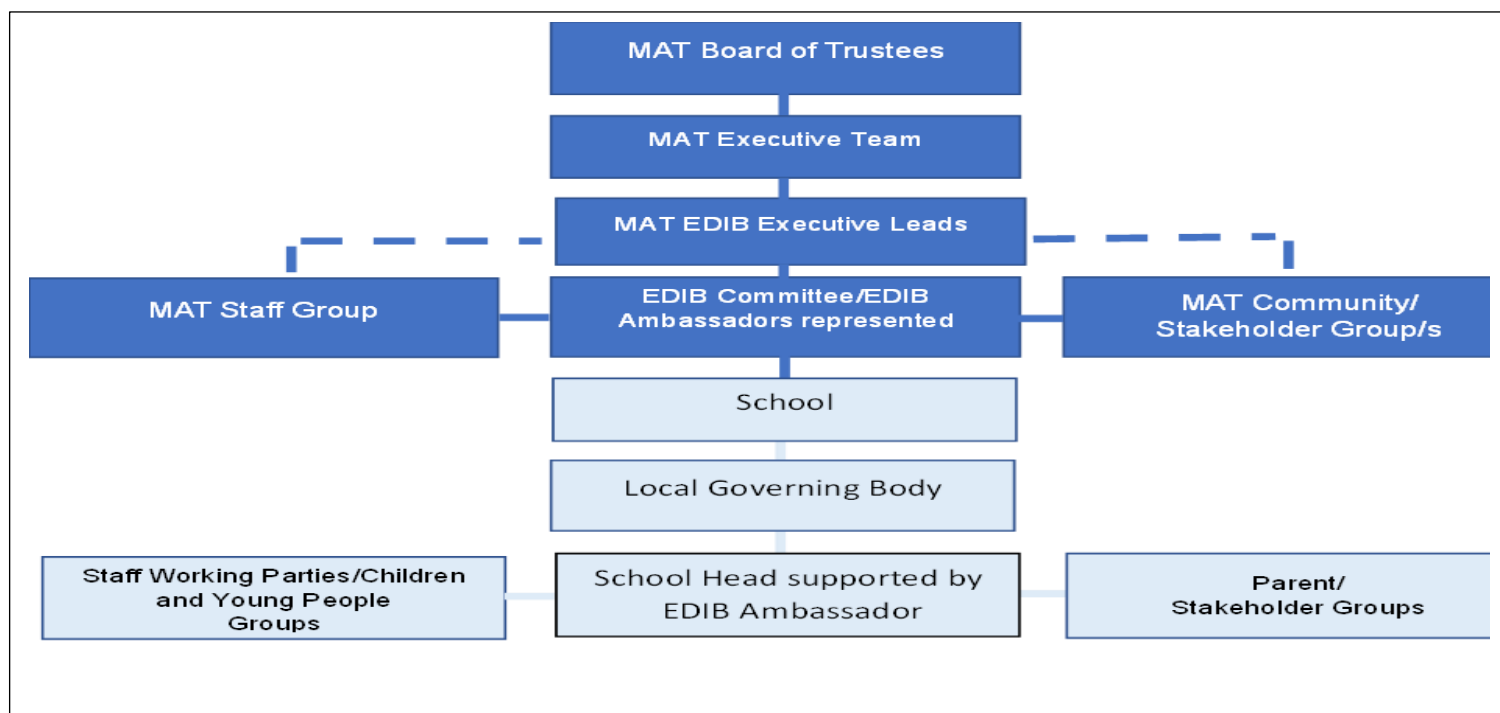 MAT Board of Trustees
MAT Executive Team
MAT EDIB Executive Leads
MAT Staff Group
EDIB Committee/EDIB
Ambassadors represented
MAT Community/
Stakeholder Group/s
School
Local Governing Body
Staff Working Parties/Children
and Young People
Groups
School Head supported by
EDIB Ambassador
Parent/
Stakeholder Groups